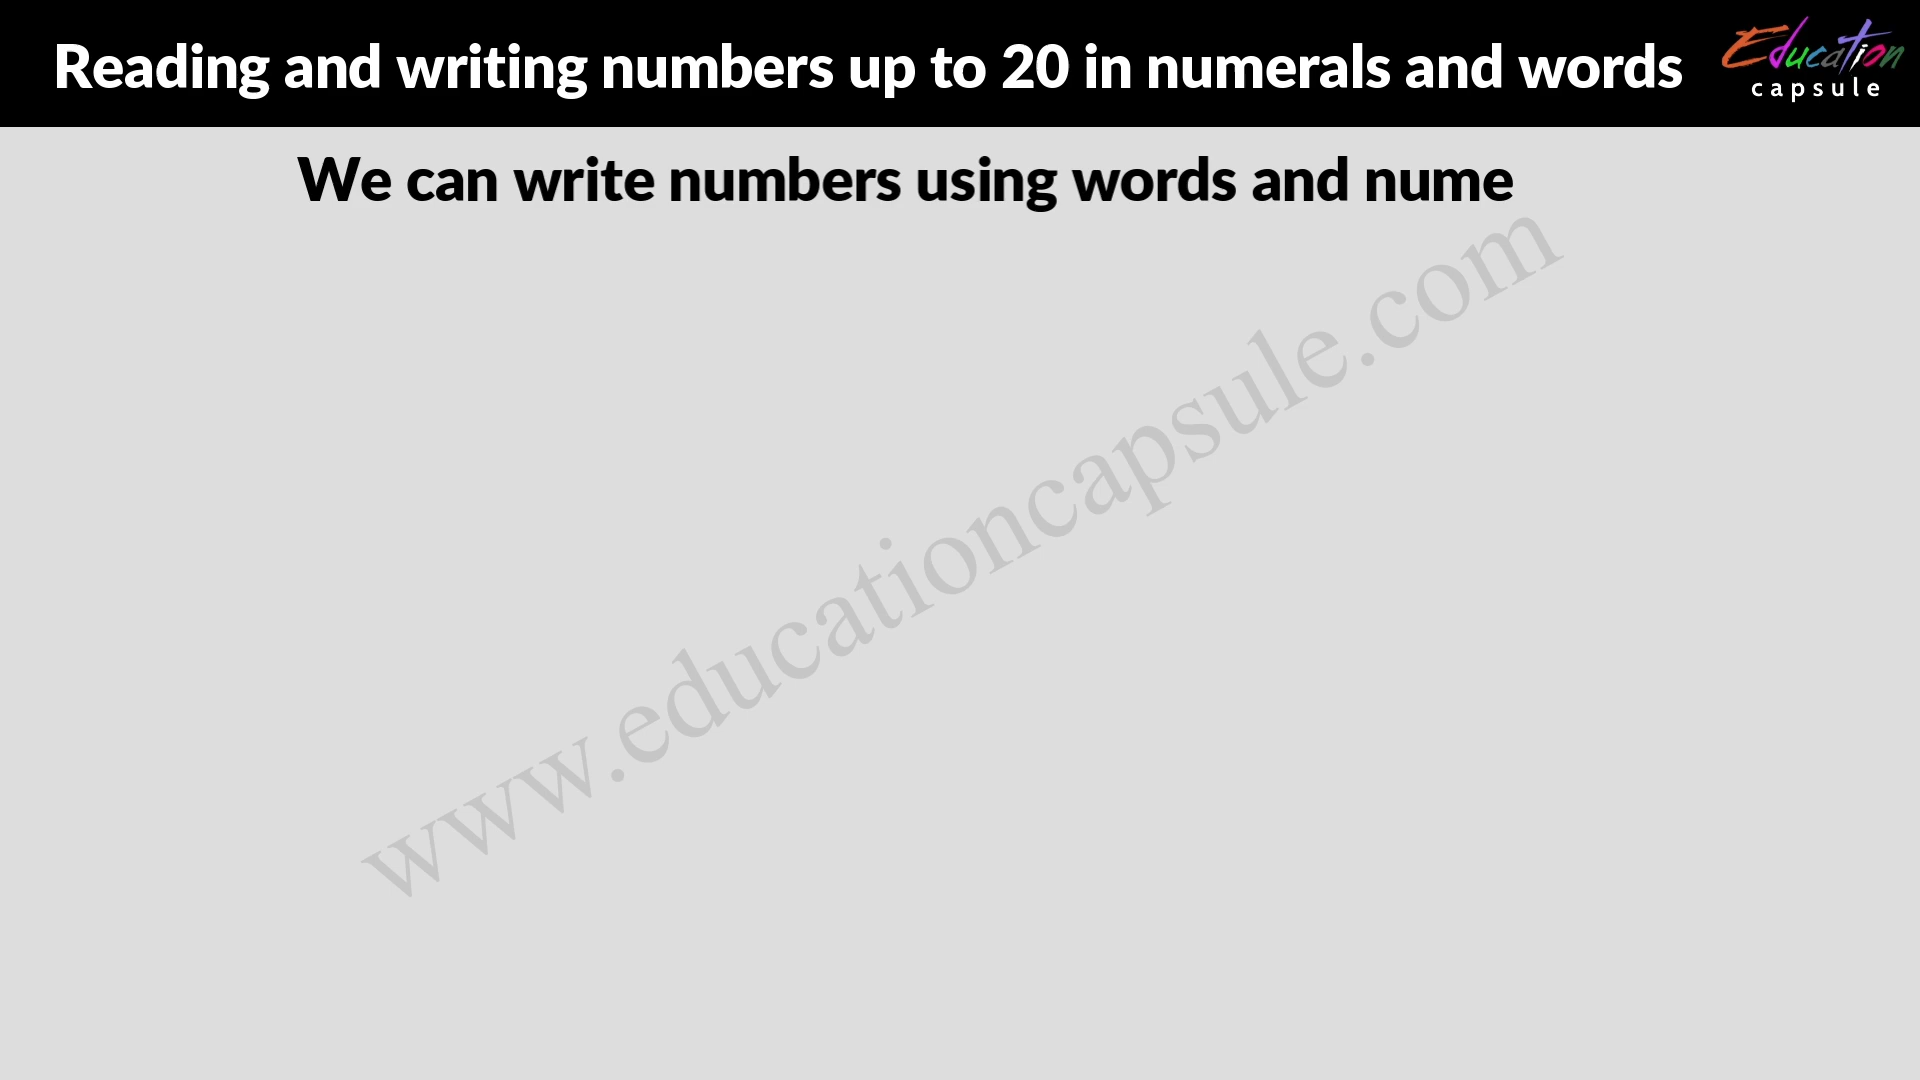 Reading and writing numbers up to 20 in numerals and words
Education
capsule
We can write numbers using words and nume
www.educationcapsule.com